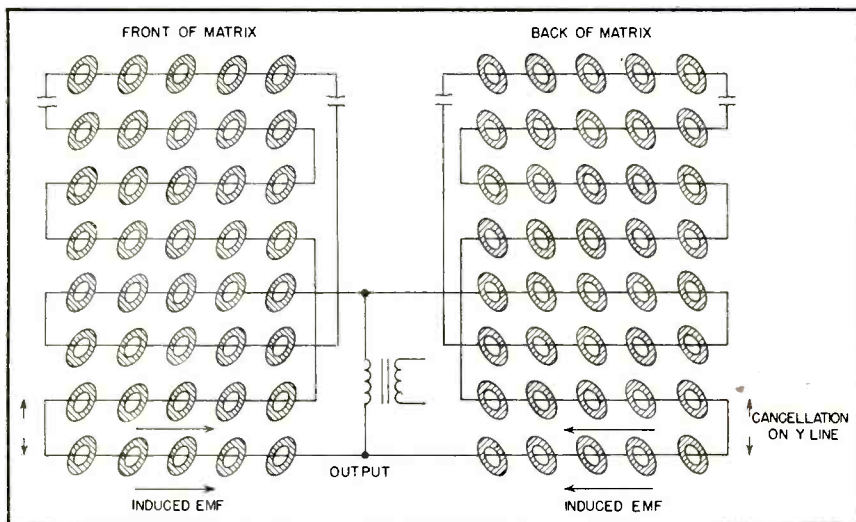 FRONT OF MATRIX
BACK OF MATRIX
CANCELLATION
ON Y LINE
OUTPUT
INDUCED EMF
INDUCED EMF